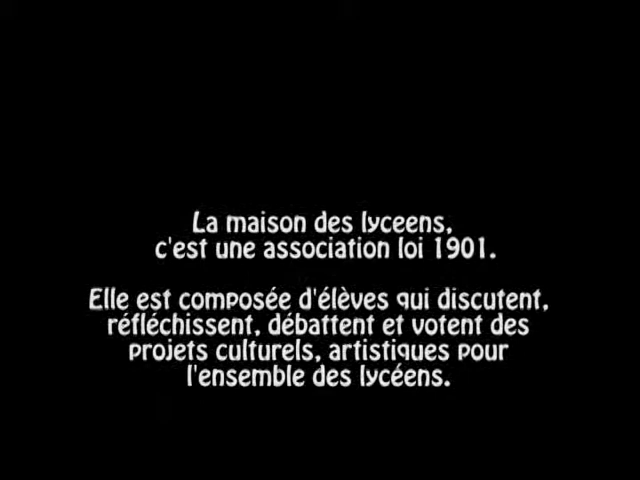 La maison des lyceens,
c'est une association loi 1901.
Elle est composée d'élèves qui discutent,
réfléchissent, débattent et votent des
projets culturels, artistiques pour
l'ensemble des lycéens.